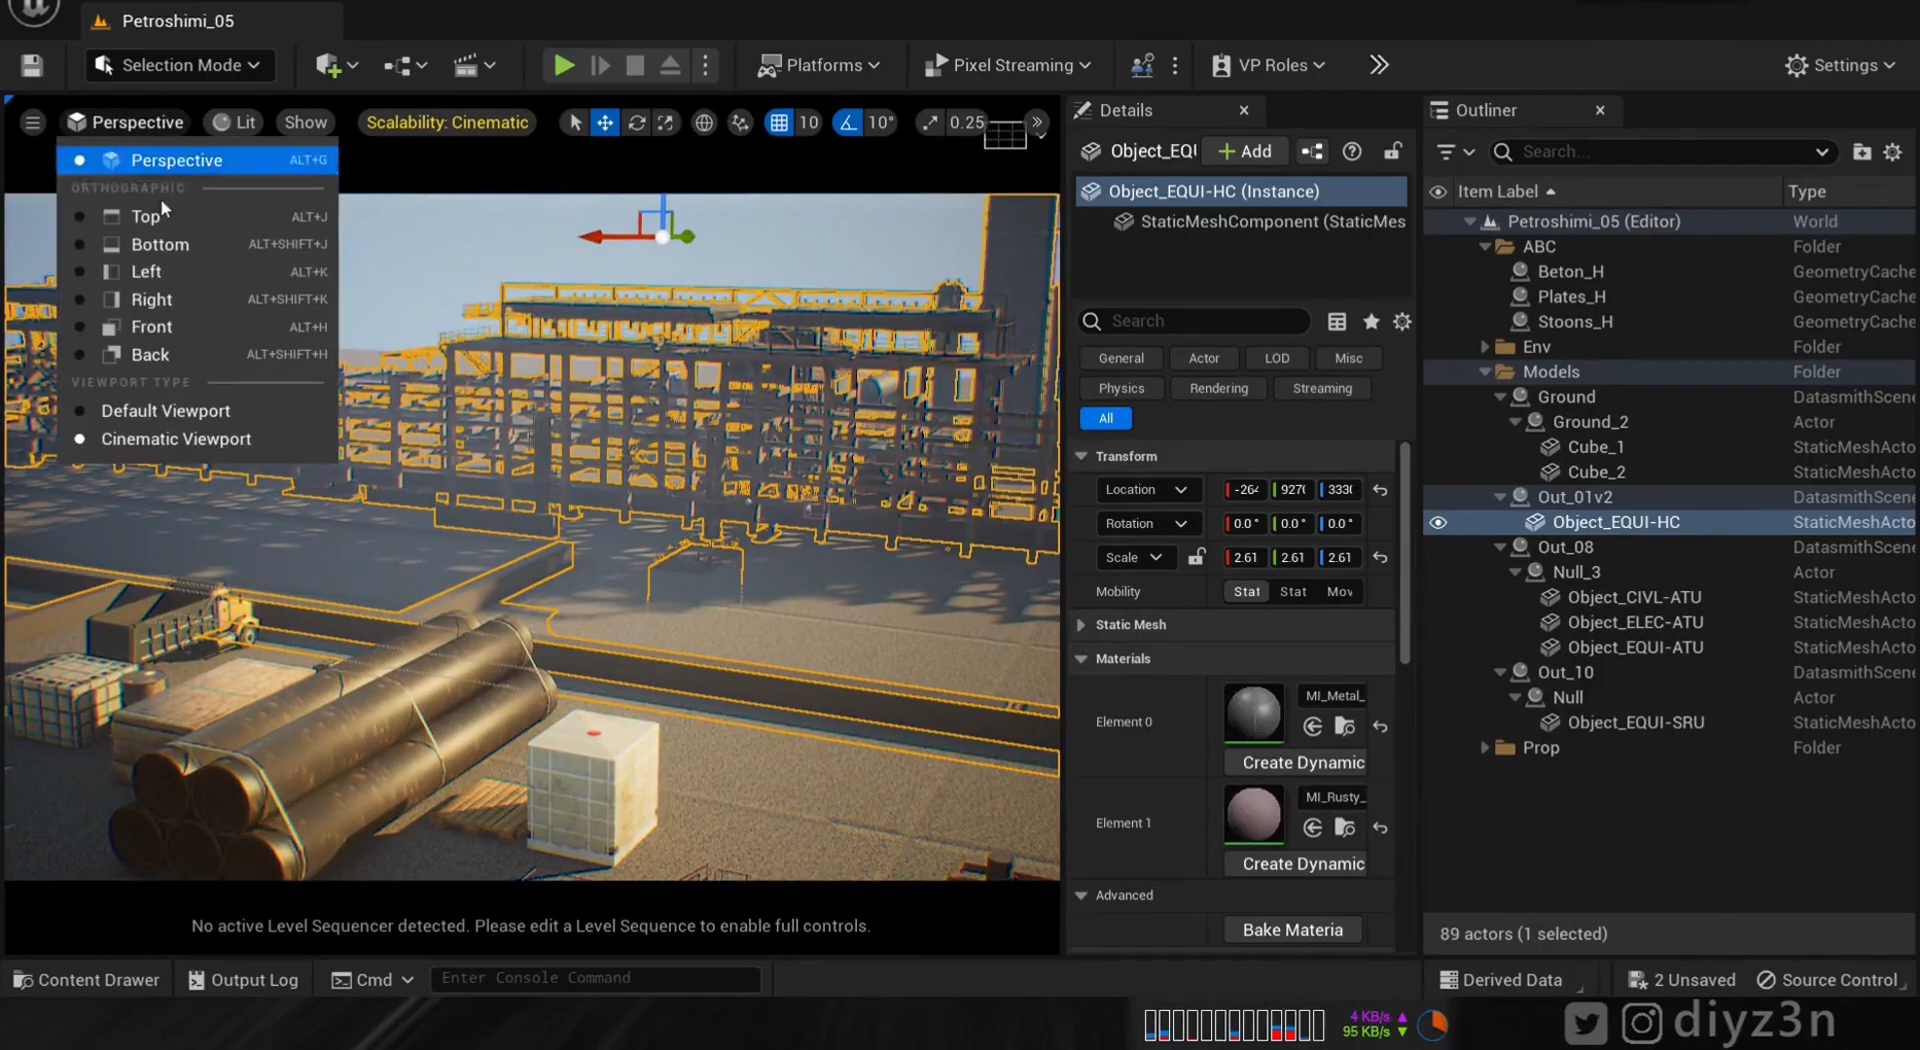 Petroshimi_05
Selection Mode
Platforms
Pixel Streaming
VP Roles
Settings
Perspective
Lit
Show
Scalability: Cinematic
10
10°
0.25
Perspective ALT+G
ORTHOGRAPHIC
Top ALT+J
Bottom ALT+SHIFT+J
Left ALT+K
Right ALT+SHIFT+K
Front ALT+H
Back ALT+SHIFT+H
VIEWPORT TYPE
Default Viewport
Cinematic Viewport
No active Level Sequencer detected. Please edit a Level Sequence to enable full controls.
Details
Object_EQUI
+ Add
Object_EQUI-HC (Instance)
StaticMeshComponent (StaticMes
Search
General
Actor
LOD
Misc
Physics
Rendering
Streaming
All
Transform
Location -264 927( 333(
Rotation 0.0° 0.0° 0.0°
Scale 2.61 2.61 2.61
Mobility Stat Stat Mov
Static Mesh
Materials
Element 0
MI_Metal_
Create Dynamic
Element 1
MI_Rusty_
Create Dynamic
Advanced
Bake Materia
Outliner
Search...
Item Label Type
Petroshimi_05 (Editor) World
ABC Folder
Beton_H GeometryCache
Plates_H GeometryCache
Stoons_H GeometryCache
Env Folder
Models Folder
Ground DatasmithScene
Ground_2 Actor
Cube_1 StaticMeshActo
Cube_2 StaticMeshActo
Out_01v2 DatasmithScene
Object_EQUI-HC StaticMeshActo
Out_08 DatasmithScene
Null_3 Actor
Object_CIVL-ATU StaticMeshActo
Object_ELEC-ATU StaticMeshActo
Object_EQUI-ATU StaticMeshActo
Out_10 DatasmithScene
Null Actor
Object_EQUI-SRU StaticMeshActo
Prop Folder
89 actors (1 selected)
Content Drawer
Output Log
Cmd
Enter Console Command
Derived Data
2 Unsaved
Source Control
4 KB/s
95 KB/s
diyz3n